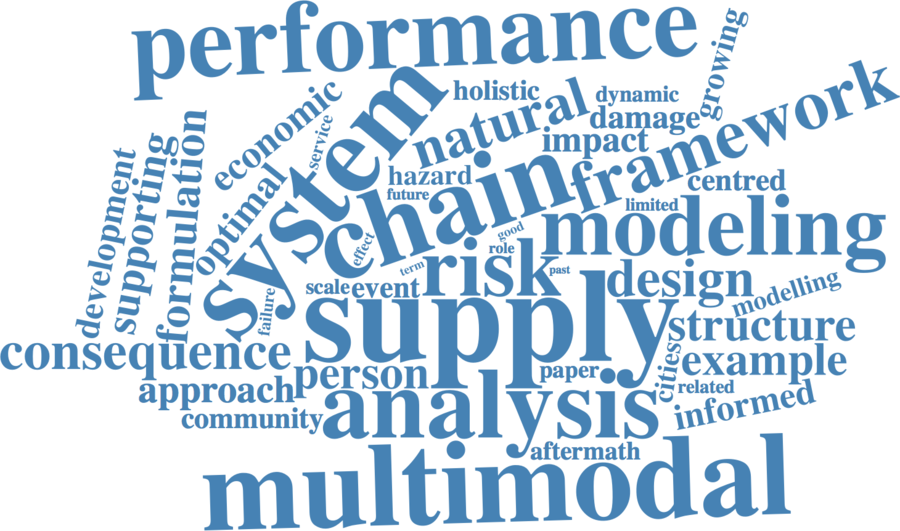 performance
growing
holistic
dynamic
natural
damage
framework
economic
service
system
impact
hazard
chain
future
centred
limited
development
supporting
formulation
optimal
modeling
good
role
effect
term
risk
past
design
scale
event
failure
supply
modelling
structure
consequence
person
paper
cities
example
approach
related
community
analysis
informed
aftermath
multimodal